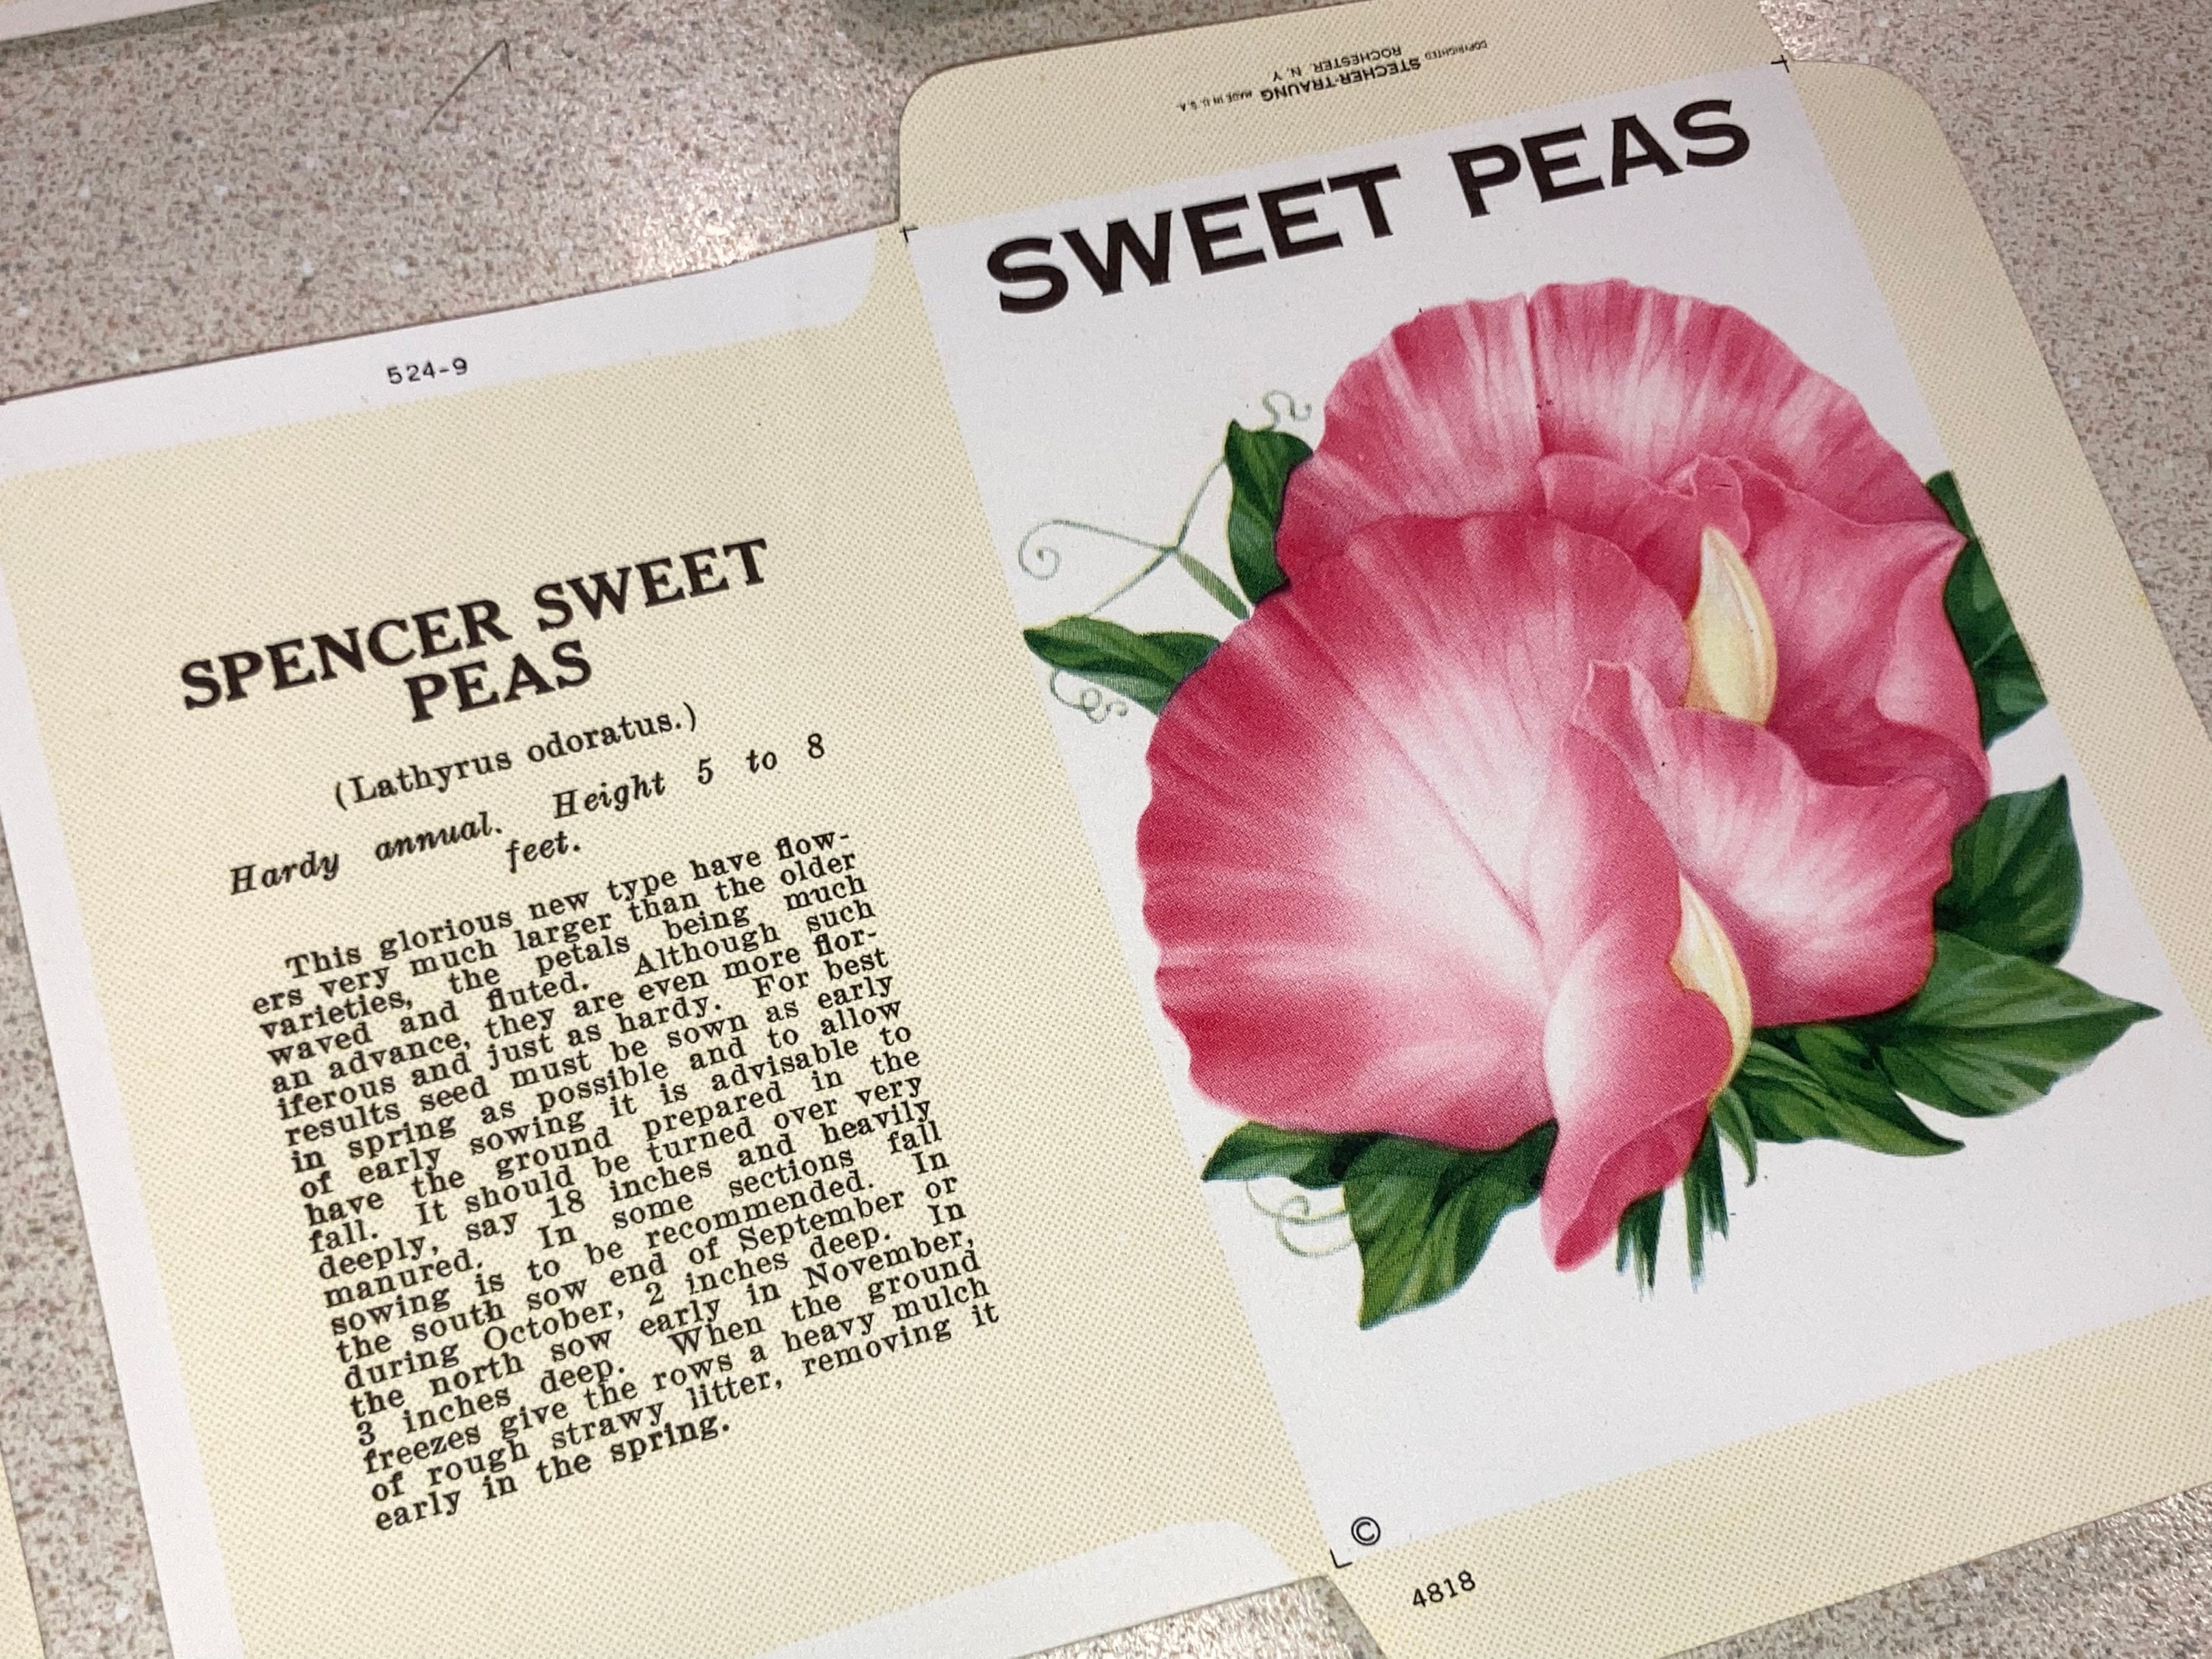 524-9
SPENCER SWEET
PEAS
(Lathyrus odoratus.)
Hardy annual. Height 5 to 8
feet.
This glorious new type have flow-
ers very much larger than the older
varieties, the petals being much
waved and fluted. Although such
an advance, they are even more flor-
iferous and just as hardy. For best
results seed must be sown as early
in spring as possible and to allow
of early sowing it is advisable to
have the ground prepared in the
fall. It should be turned over very
deeply, say 18 inches and heavily
manured. In some sections fall
sowing is to be recommended. In
the south sow end of September or
during October, 2 inches deep. In
the north sow early in November,
3 inches deep. When the ground
freezes give the rows a heavy mulch
of rough strawy litter, removing it
early in the spring.
COPYRIGHTED STECHER-TRAUNG MADE IN U.S.A.
ROCHESTER, N. Y.
SWEET PEAS
©
4818